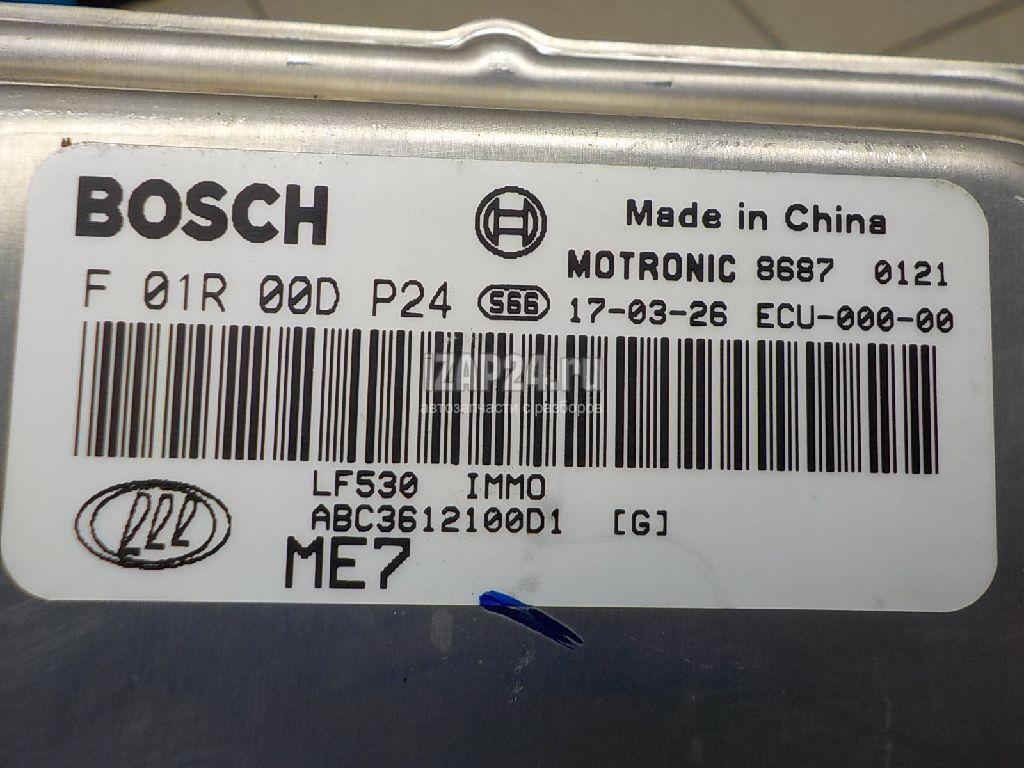 BOSCH
Made in China
MOTRONIC 8687 0121
F 01R 00D P24 S66 17-03-26 ECU-000-00
iZAP24.ru
автозапчасти с разборов
LF530 IMMO
ABC3612100D1 [G]
ME7